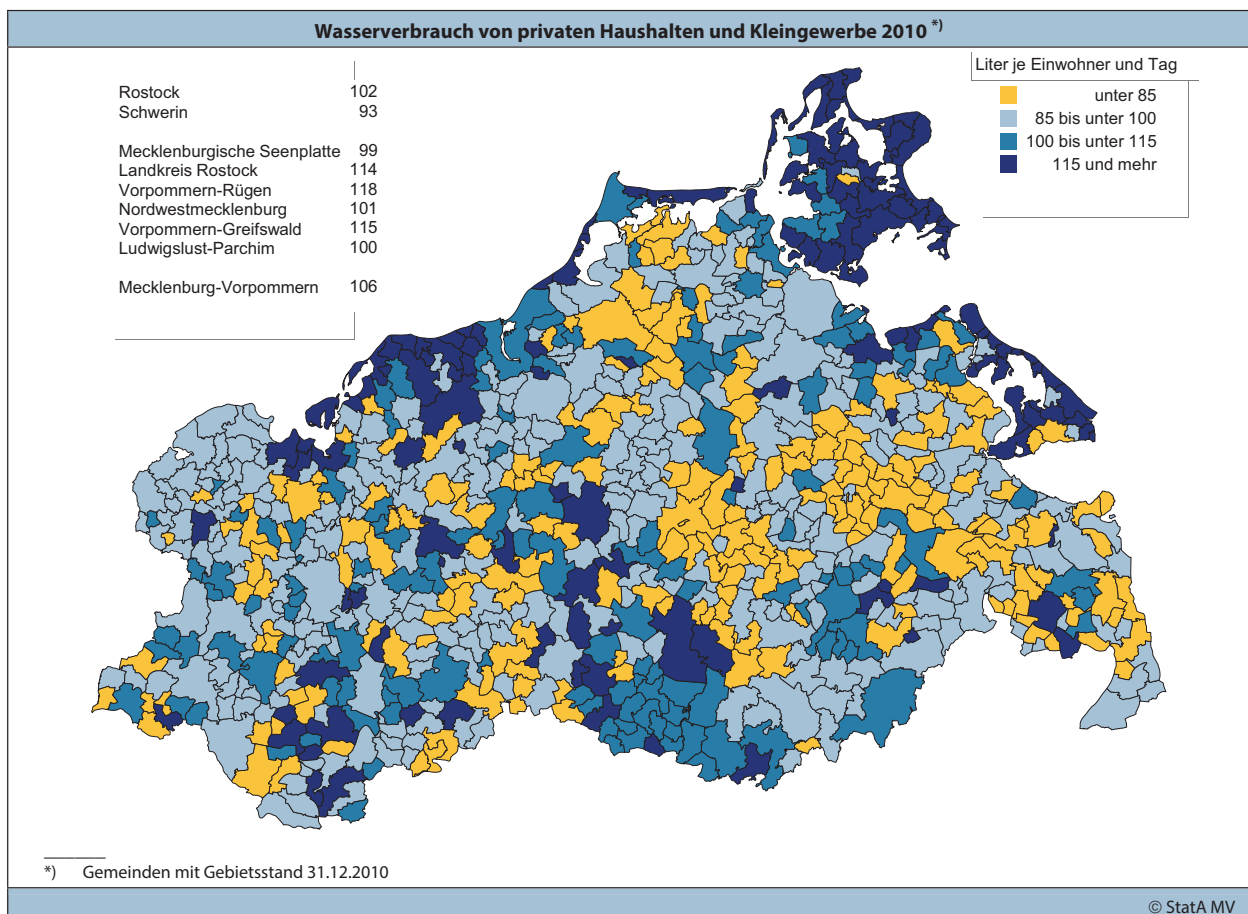 Wasserverbrauch von privaten Haushalten und Kleingewerbe 2010 *)
Rostock 102
Schwerin 93
Mecklenburgische Seenplatte 99
Landkreis Rostock 114
Vorpommern-Rügen 118
Nordwestmecklenburg 101
Vorpommern-Greifswald 115
Ludwigslust-Parchim 100
Mecklenburg-Vorpommern 106
Liter je Einwohner und Tag
unter 85
85 bis unter 100
100 bis unter 115
115 und mehr
*) Gemeinden mit Gebietsstand 31.12.2010
© StatA MV